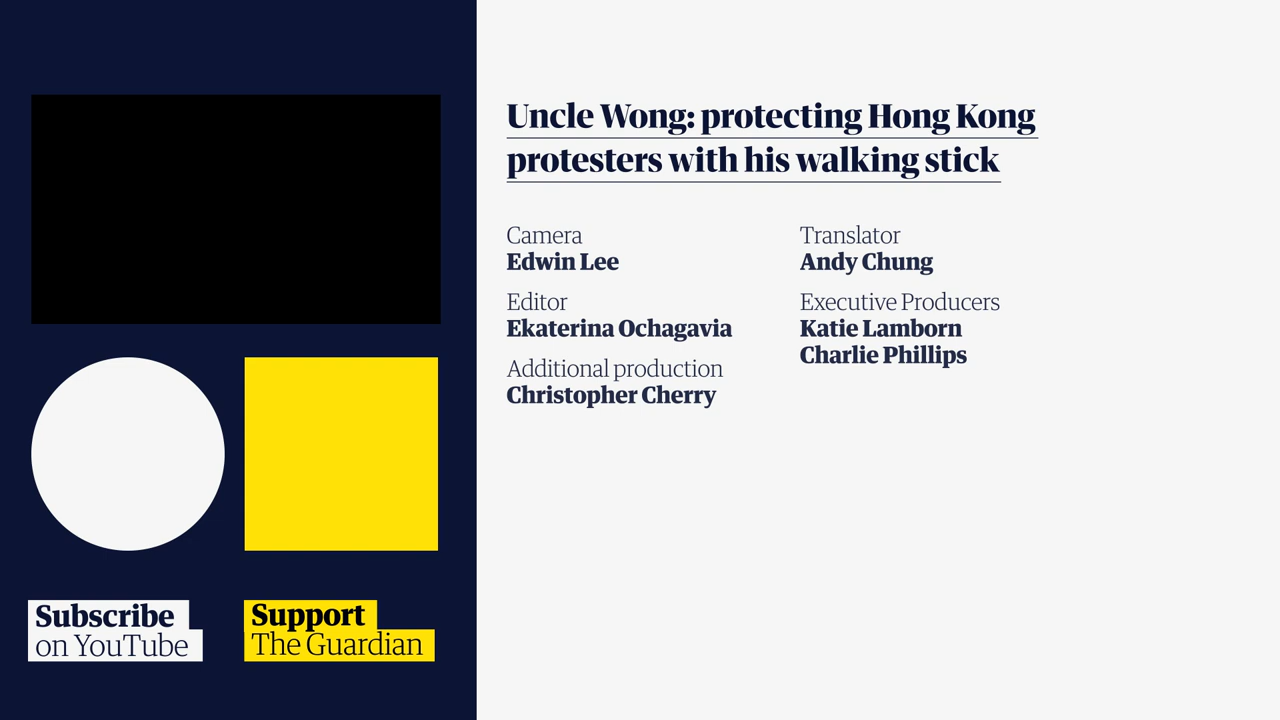 Uncle Wong: protecting Hong Kong
protesters with his walking stick
Camera
Edwin Lee
Editor
Ekaterina Ochagavia
Additional production
Christopher Cherry
Translator
Andy Chung
Executive Producers
Katie Lamborn
Charlie Phillips
Subscribe
on YouTube
Support
The Guardian